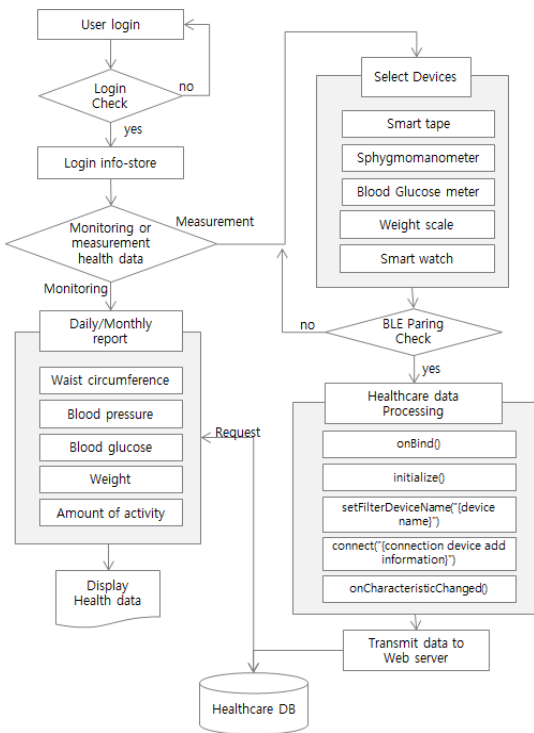 User login
Login
Check
no
yes
Login info-store
Monitoring or
measurement
health data
Measurement
Monitoring
Daily/Monthly
report
Waist circumference
Blood pressure
Blood glucose
Weight
Amount of activity
Display
Health data
Select Devices
Smart tape
Sphygmomanometer
Blood Glucose meter
Weight scale
Smart watch
no
BLE Paring
Check
yes
Healthcare data
Processing
onBind()
initialize()
setFilterDeviceName("{device
name}")
connect("{connection device add
information}")
onCharacteristicChanged()
Request
Transmit data to
Web server
Healthcare DB